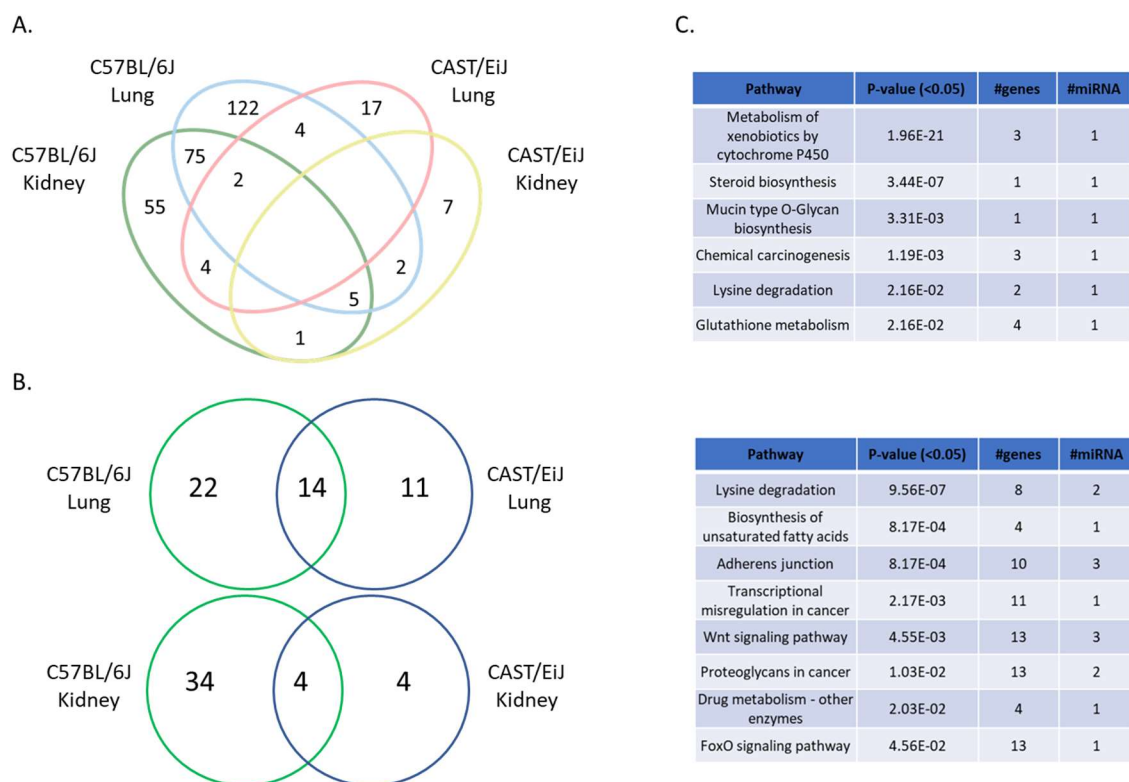 A.
C57BL/6J
Lung
CAST/EiJ
Lung
C57BL/6J
Kidney
CAST/EiJ
Kidney
122
4
17
75
2
55
7
4
2
5
1
B.
C57BL/6J
Lung
22
14
11
CAST/EiJ
Lung
C57BL/6J
Kidney
34
4
4
CAST/EiJ
Kidney
C.
Pathway P-value (<0.05) #genes #miRNA
Metabolism of
xenobiotics by
cytochrome P450
1.96E-21 3 1
Steroid biosynthesis 3.44E-07 1 1
Mucin type O-Glycan
biosynthesis
3.31E-03 1 1
Chemical carcinogenesis 1.19E-03 3 1
Lysine degradation 2.16E-02 2 1
Glutathione metabolism 2.16E-02 4 1
Pathway P-value (<0.05) #genes #miRNA
Lysine degradation 9.56E-07 8 2
Biosynthesis of
unsaturated fatty acids
8.17E-04 4 1
Adherens junction 8.17E-04 10 3
Transcriptional
misregulation in cancer
2.17E-03 11 1
Wnt signaling pathway 4.55E-03 13 3
Proteoglycans in cancer 1.03E-02 13 2
Drug metabolism - other
enzymes
2.03E-02 4 1
FoxO signaling pathway 4.56E-02 13 1